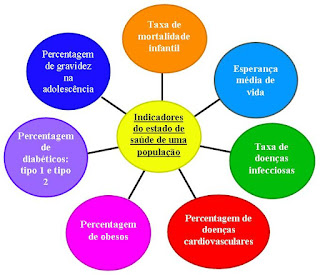 Taxa de
mortalidade
infantil
Percentagem
de gravidez
na
adolescência
Esperança
média de
vida
Indicadores
do estado de
saúde de uma
população
Percentagem
de
diabéticos:
tipo 1 e tipo
2
Taxa de
doenças
infecciosas
Percentagem
de obesos
Percentagem de
doenças
cardiovasculares